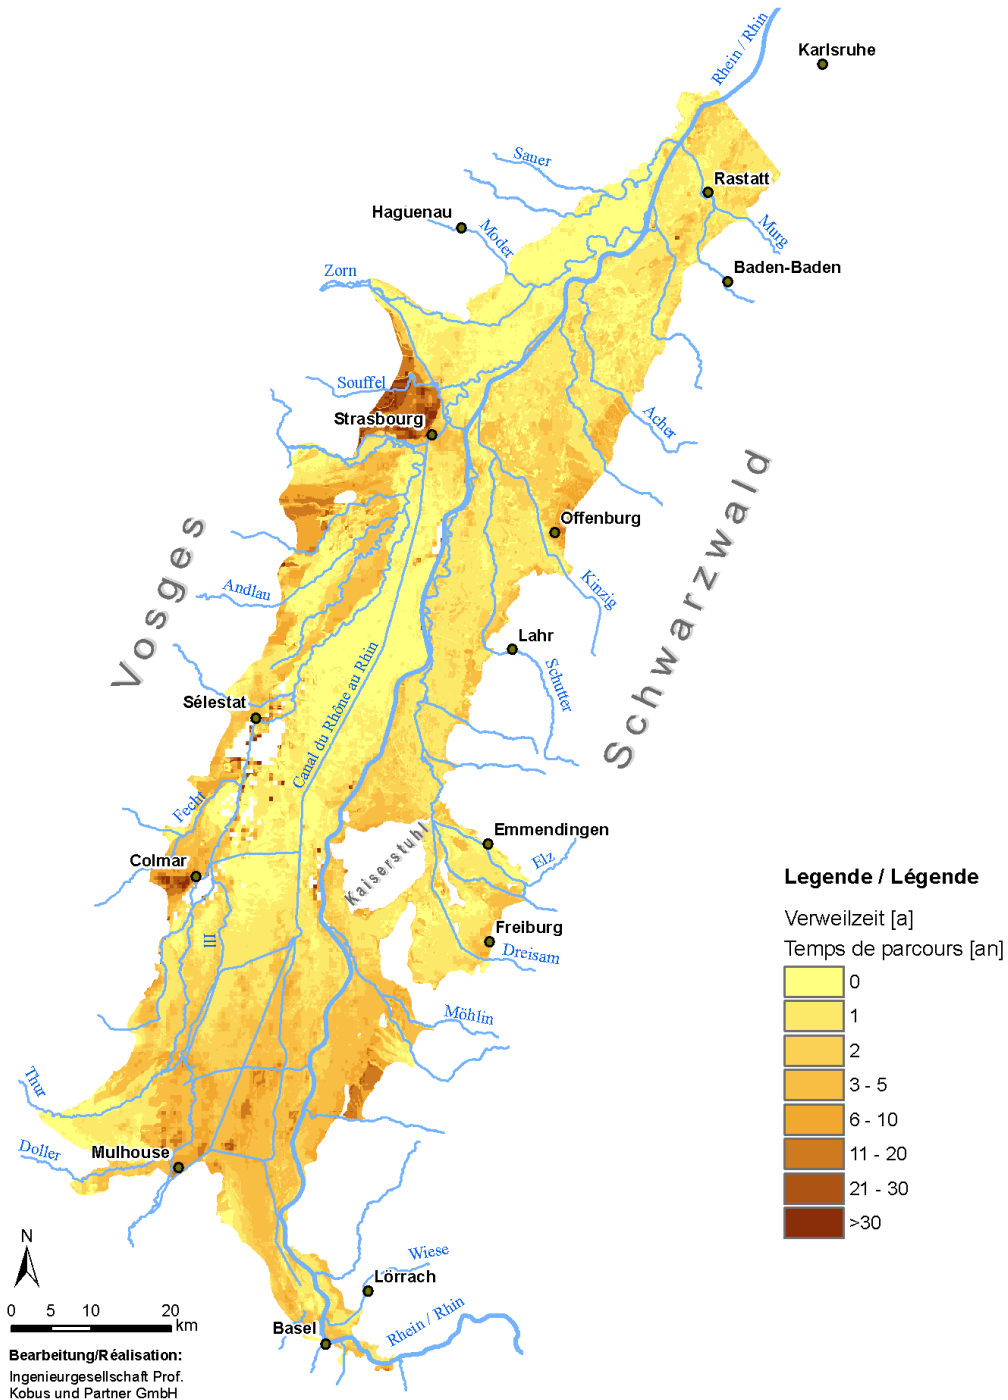 Rhein / Rhin
Karlsruhe
Sauer
Rastatt
Haguenau
Moder
Murg
Zorn
Baden-Baden
Souffel
Strasbourg
Acher
Schwarzwald
Vosges
Offenburg
Andlau
Kinzig
Lahr
Schutter
Canal du Rhône au Rhin
Sélestat
Fecht
Kaiserstuhl
Emmendingen
Elz
Colmar
Ill
Freiburg
Dreisam
Möhlin
Thur
Doller
Mulhouse
Wiese
Lörrach
Basel
Rhein / Rhin
Legende / Légende
Verweilzeit [a]
Temps de parcours [an]
0
1
2
3 - 5
6 - 10
11 - 20
21 - 30
>30
N
0 5 10 20
km
Bearbeitung/Réalisation:
Ingenieurgesellschaft Prof.
Kobus und Partner GmbH